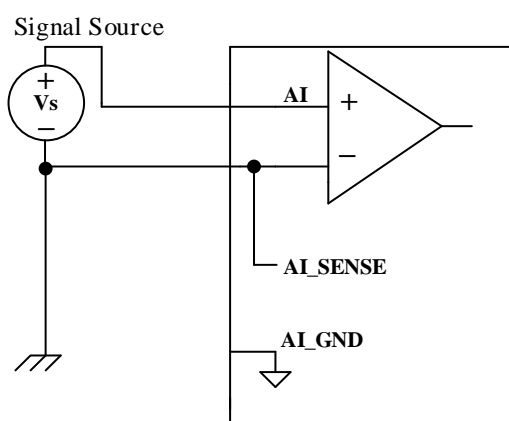 Signal Source
+
Vs
−
AI
+
−
AI_SENSE
AI_GND